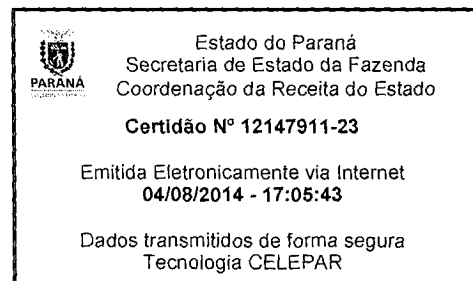 Estado do Paraná
Secretaria de Estado da Fazenda
PARANÁ
Coordenação da Receita do Estado
Certidão Nº 12147911-23
Emitida Eletronicamente via Internet
04/08/2014 - 17:05:43
Dados transmitidos de forma segura
Tecnologia CELEPAR